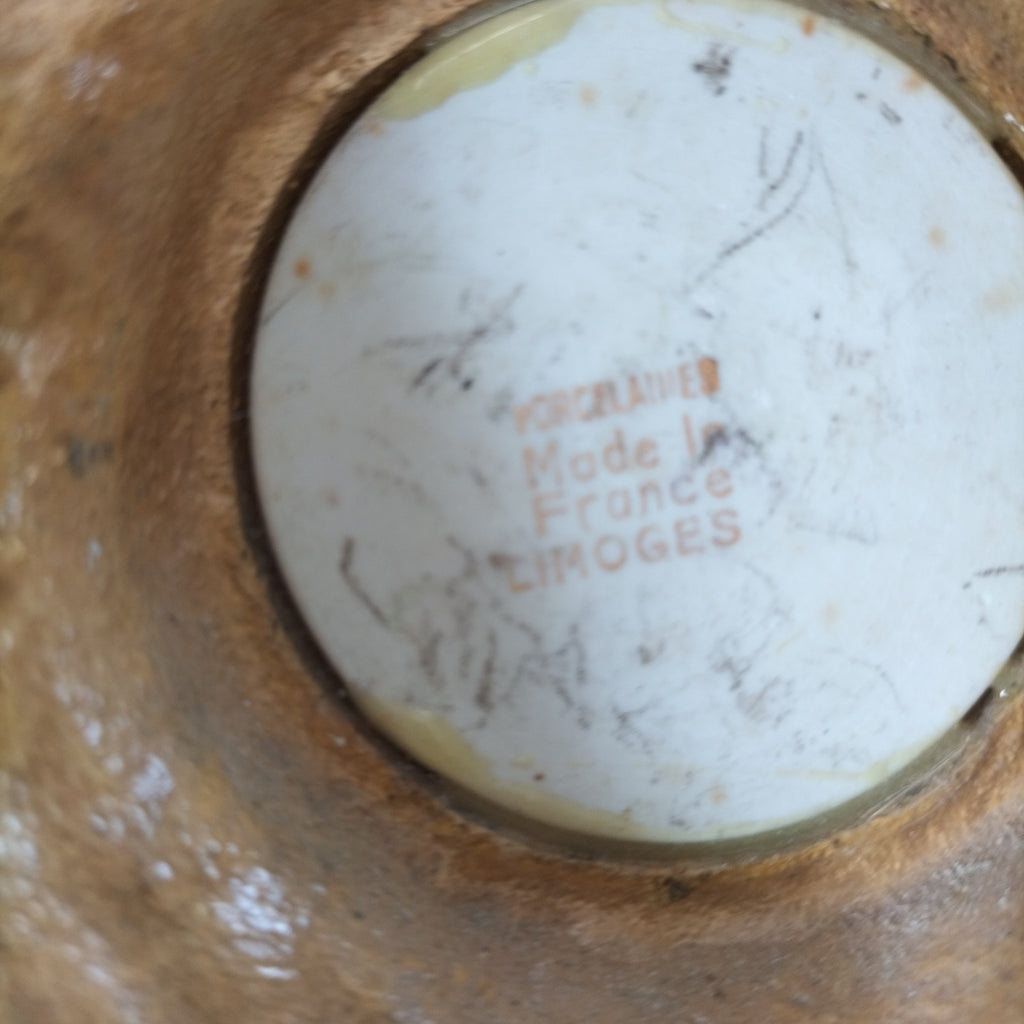 PORCELAINES
Made In
France
LIMOGES